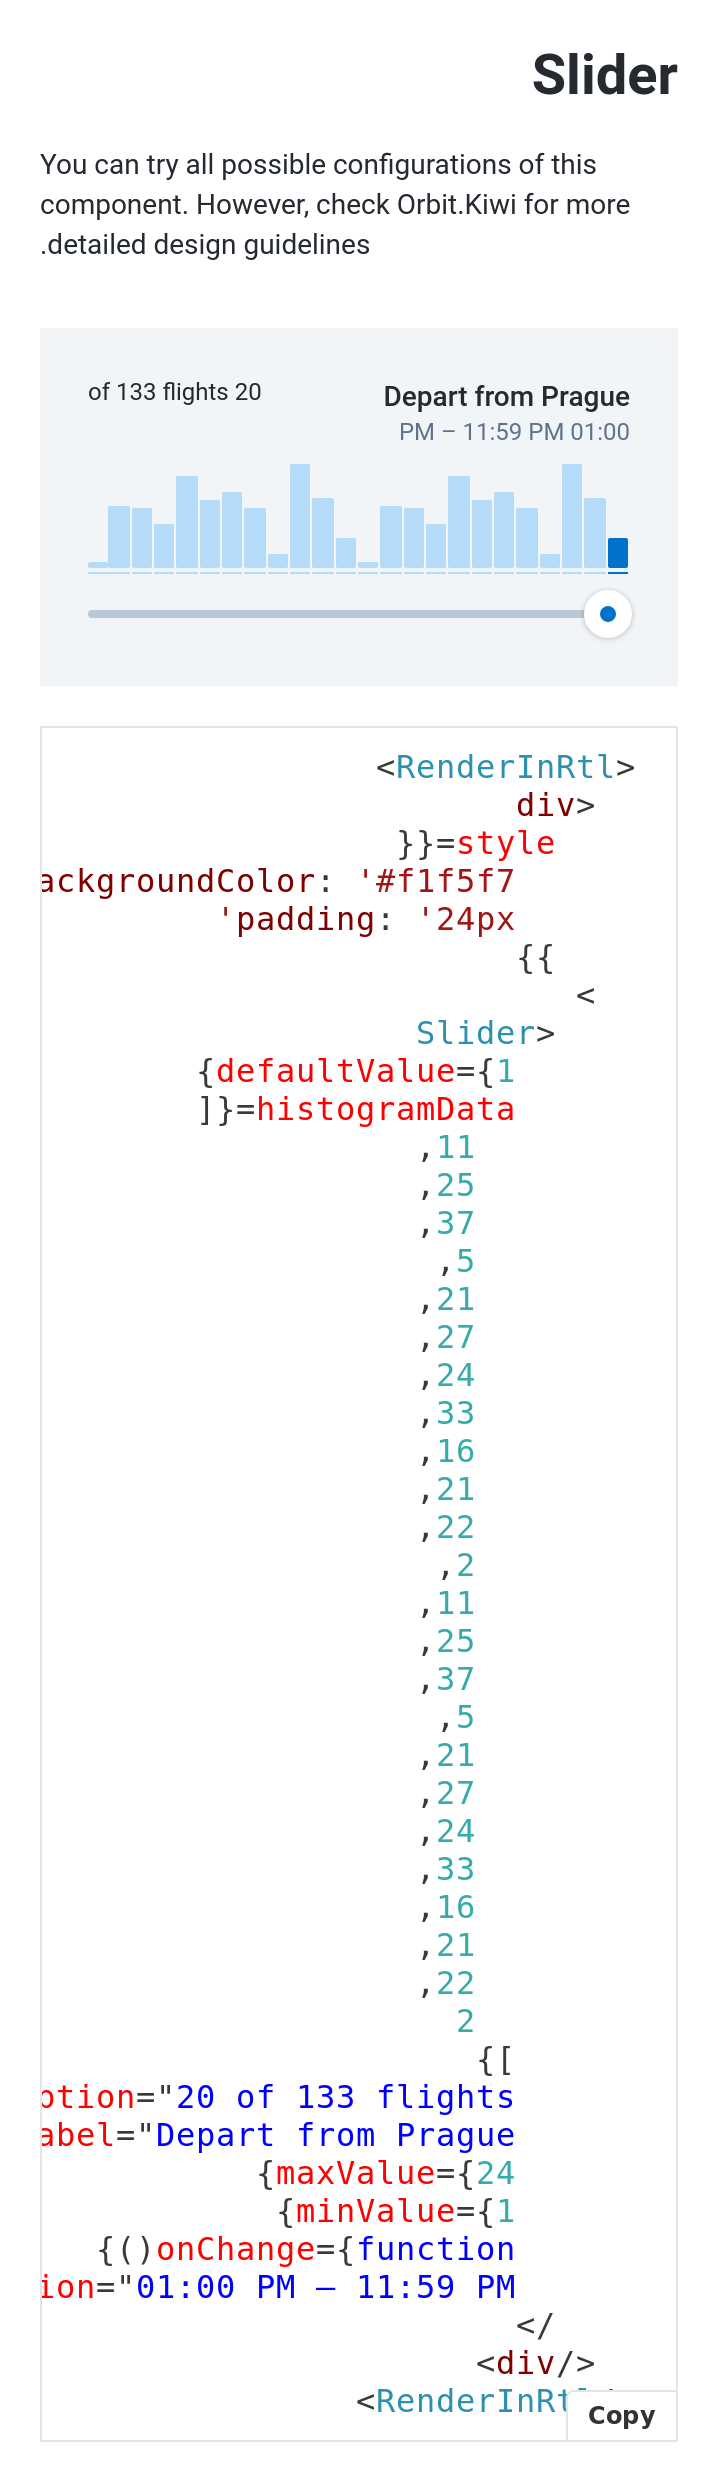 Slider
You can try all possible configurations of this
component. However, check Orbit.Kiwi for more
.detailed design guidelines
of 133 flights 20
Depart from Prague
PM – 11:59 PM 01:00
<RenderInRtl>
div>
}}=style
ackgroundColor: '#f1f5f7
'padding: '24px
{{
<
Slider>
{defaultValue={1
]}=histogramData
,11
,25
,37
,5
,21
,27
,24
,33
,16
,21
,22
,2
,11
,25
,37
,5
,21
,27
,24
,33
,16
,21
,22
2
{[
ption="20 of 133 flights
abel="Depart from Prague
{maxValue={24
{minValue={1
{()onChange={function
ion="01:00 PM – 11:59 PM
</
<div/>
<RenderInRtl
Copy